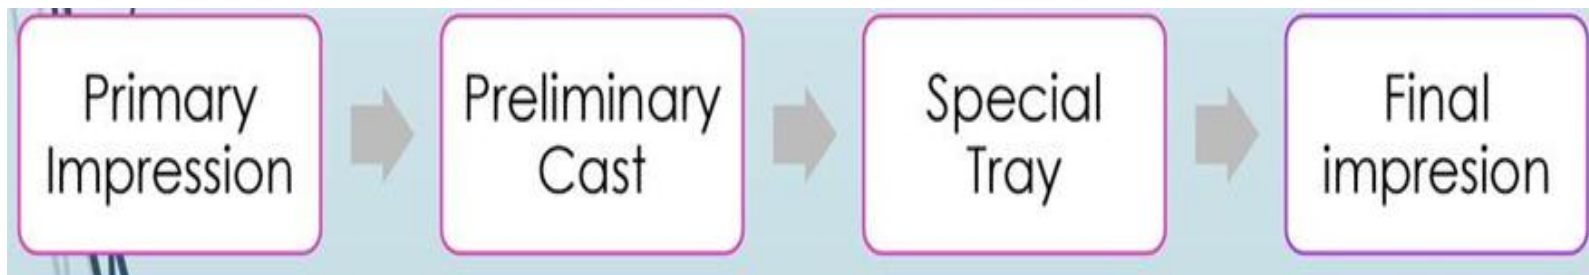 Primary
Impression
Preliminary
Cast
Special
Tray
Final
impresion